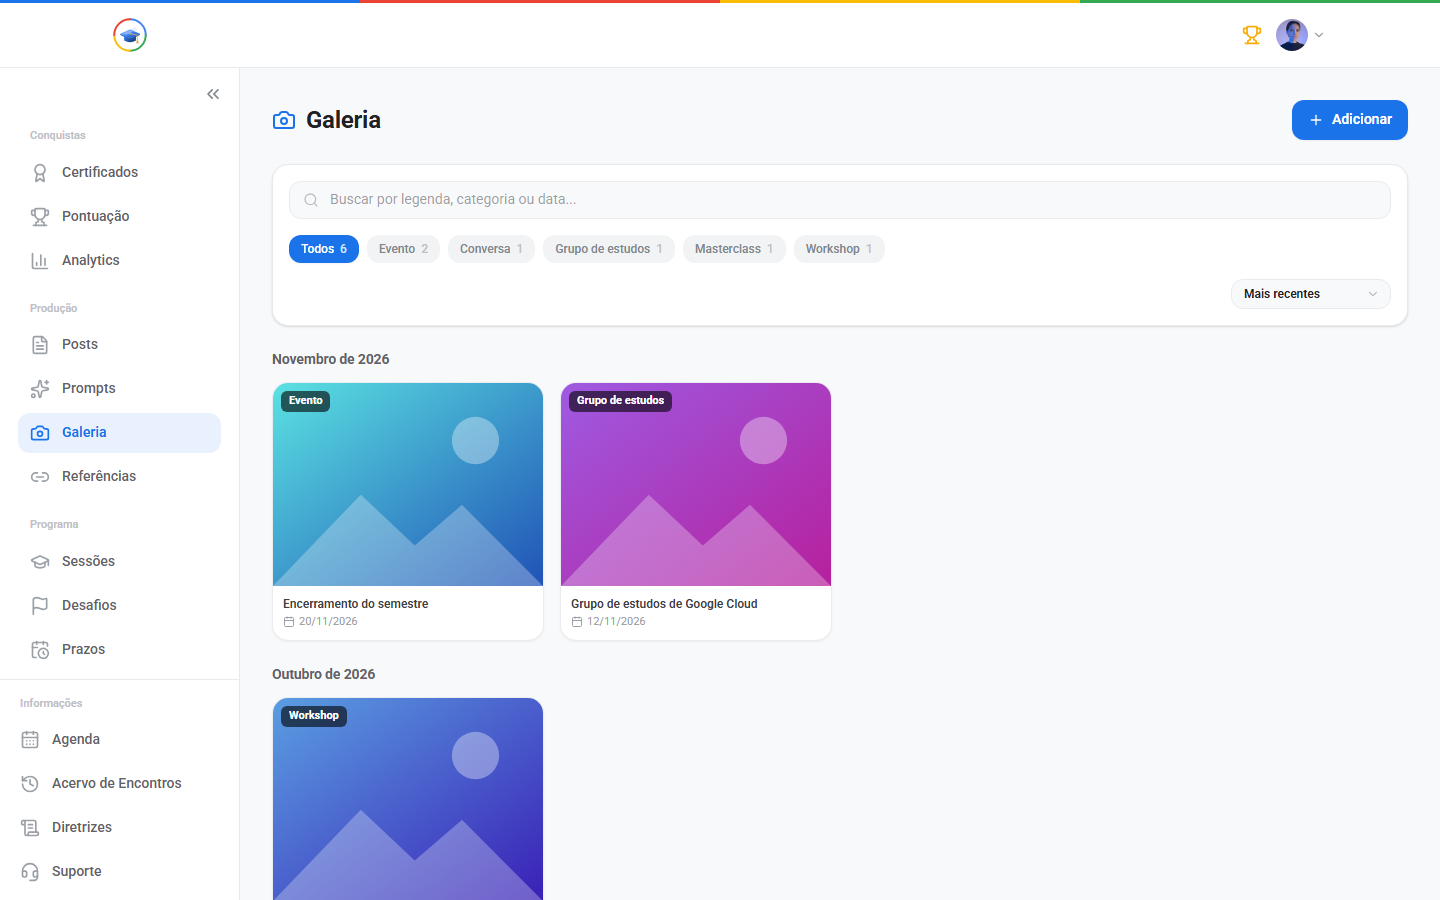 Conquistas
Certificados
Pontuação
Analytics
Produção
Posts
Prompts
Galeria
Referências
Programa
Sessões
Desafios
Prazos
Informações
Agenda
Acervo de Encontros
Diretrizes
Suporte
Galeria
Adicionar
Buscar por legenda, categoria ou data...
Todos 6 Evento 2 Conversa 1 Grupo de estudos 1 Masterclass 1 Workshop 1
Mais recentes
Novembro de 2026
Evento
Encerramento do semestre
20/11/2026
Grupo de estudos
Grupo de estudos de Google Cloud
12/11/2026
Outubro de 2026
Workshop